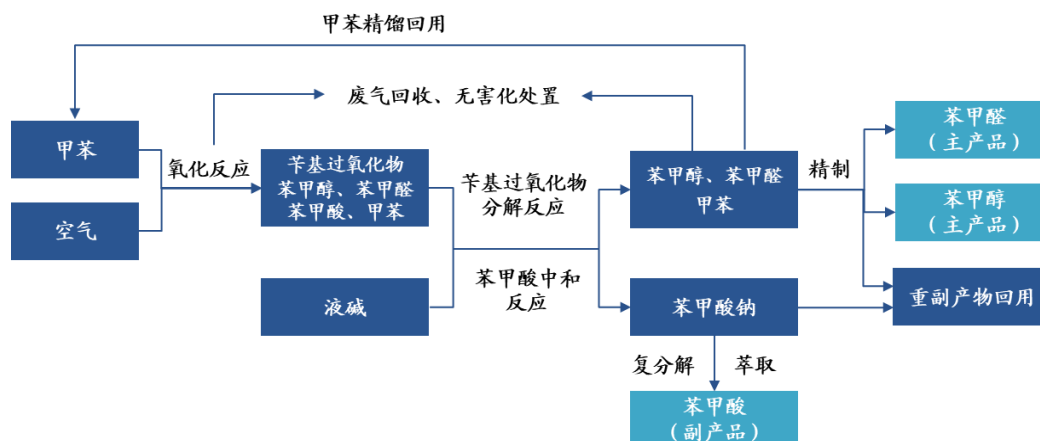 甲苯精馏回用
废气回收、无害化处置
甲苯
空气
氧化反应
苄基过氧化物
苯甲醇、苯甲醛
苯甲酸、甲苯
液碱
苄基过氧化物
分解反应
苯甲酸中和
反应
苯甲醇、苯甲醛
甲苯
苯甲酸钠
精制
苯甲醛
（主产品）
苯甲醇
（主产品）
重副产物回用
复分解 萃取
苯甲酸
（副产品）